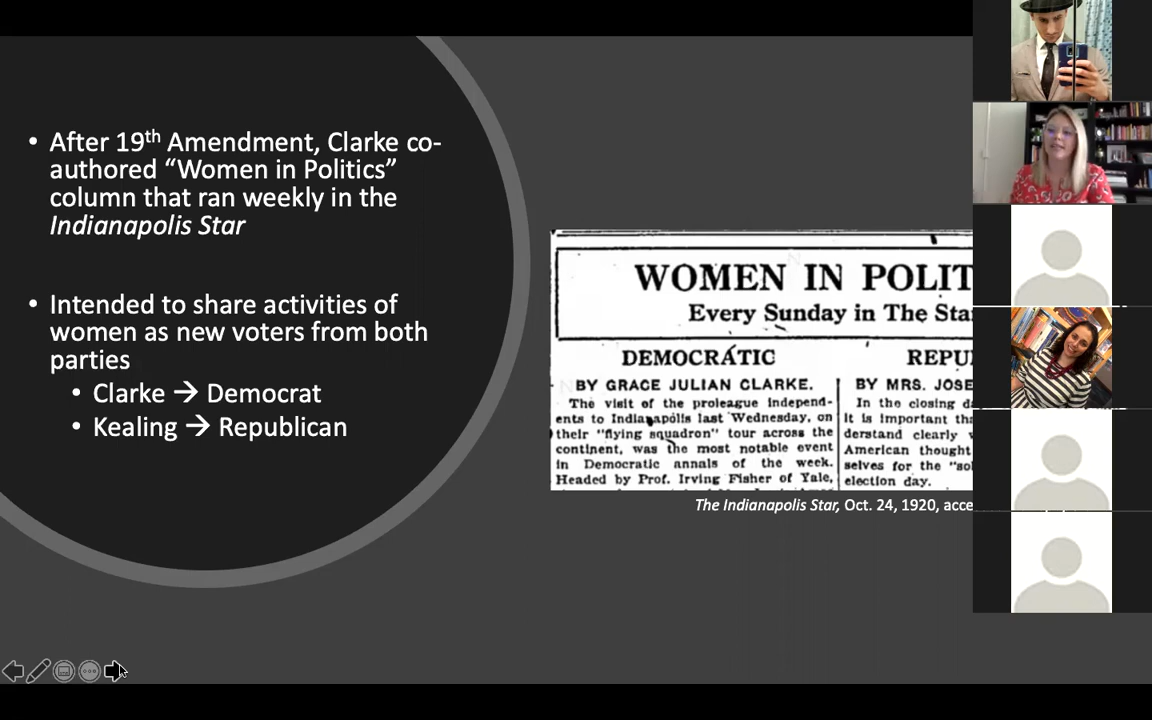 • After 19th Amendment, Clarke co-
authored “Women in Politics”
column that ran weekly in the
Indianapolis Star
• Intended to share activities of
women as new voters from both
parties
• Clarke → Democrat
• Kealing → Republican
WOMEN IN POLIT
Every Sunday in The Sta
DEMOCRATIC
BY GRACE JULIAN CLARKE.
The visit of the proleague independ-
ents to Indianapolis last Wednesday, on
their "flying squadron" tour across the
continent, was the most notable event
in Democratic annals of the week.
Headed by Prof. Irving Fisher of Yale,
REPU
BY MRS. JOSE
In the closing d
it is important tha
derstand clearly
American thought
selves for the "so
election day.
The Indianapolis Star, Oct. 24, 1920, acce